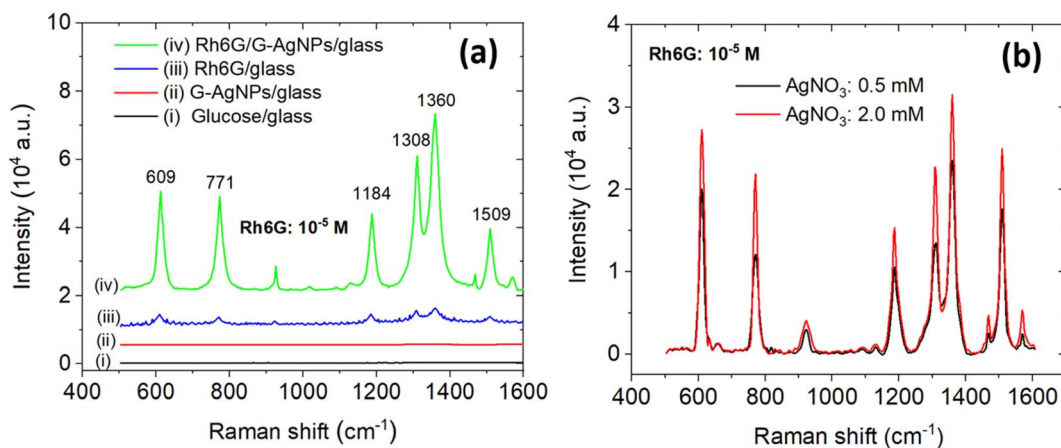 (a)
(iv) Rh6G/G-AgNPs/glass
(iii) Rh6G/glass
(ii) G-AgNPs/glass
(i) Glucose/glass
609
771
1184
1308
1360
1509
Rh6G: 10⁻⁵ M
(iv)
(iii)
(ii)
(i)
10
8
6
4
2
0
Intensity (10⁴ a.u.)
400 600 800 1000 1200 1400 1600
Raman shift (cm⁻¹)
(b)
Rh6G: 10⁻⁵ M
AgNO₃: 0.5 mM
AgNO₃: 2.0 mM
4
3
2
1
0
Intensity (10⁴ a.u.)
400 600 800 1000 1200 1400 1600
Raman shift (cm⁻¹)